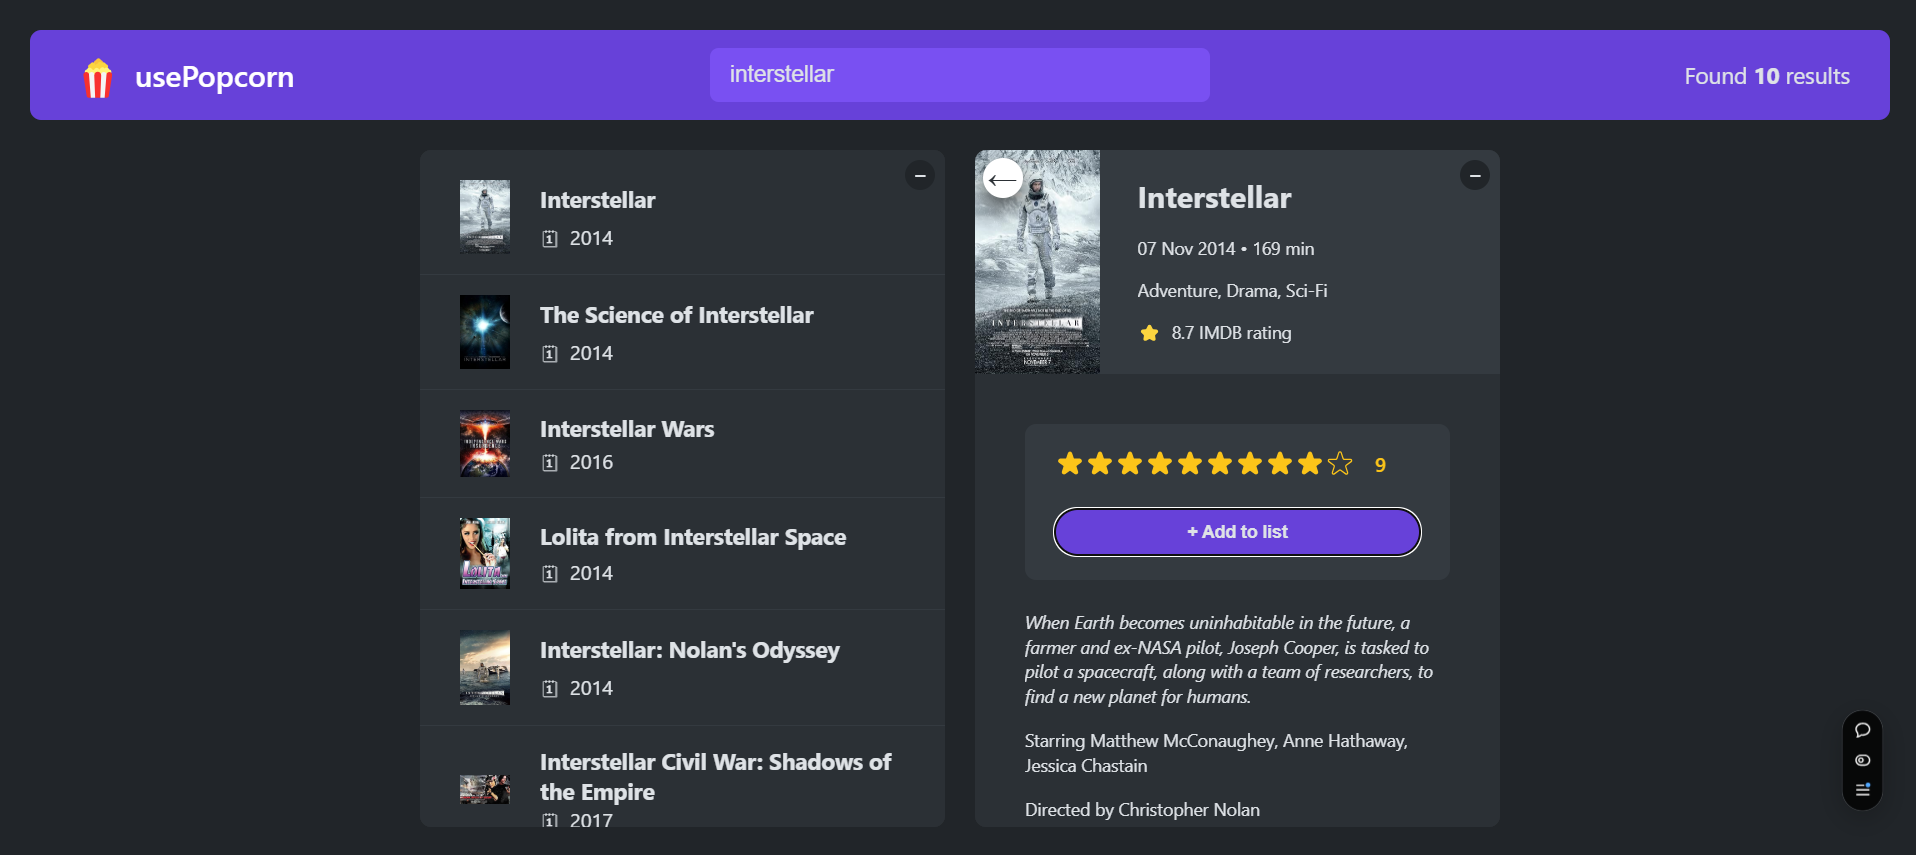 usePopcorn
interstellar
Found 10 results
Interstellar
2014
The Science of Interstellar
2014
Interstellar Wars
2016
Lolita from Interstellar Space
2014
Interstellar: Nolan's Odyssey
2014
Interstellar Civil War: Shadows of
the Empire
2017
←
INTERSTELLAR
NOVEMBER 7
Interstellar
07 Nov 2014 • 169 min
Adventure, Drama, Sci-Fi
8.7 IMDB rating
9
+ Add to list
When Earth becomes uninhabitable in the future, a
farmer and ex-NASA pilot, Joseph Cooper, is tasked to
pilot a spacecraft, along with a team of researchers, to
find a new planet for humans.
Starring Matthew McConaughey, Anne Hathaway,
Jessica Chastain
Directed by Christopher Nolan